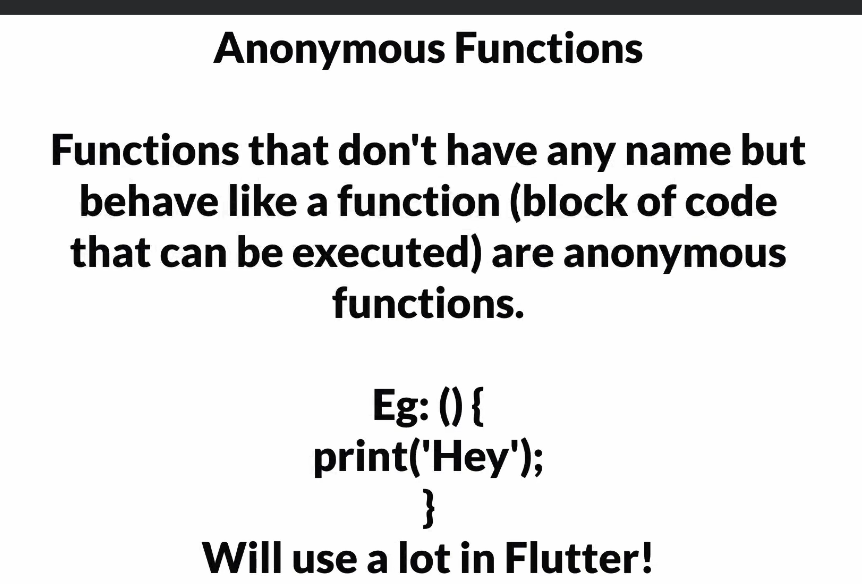 Anonymous Functions
Functions that don't have any name but
behave like a function (block of code
that can be executed) are anonymous
functions.
Eg: () {
print('Hey');
}
Will use a lot in Flutter!